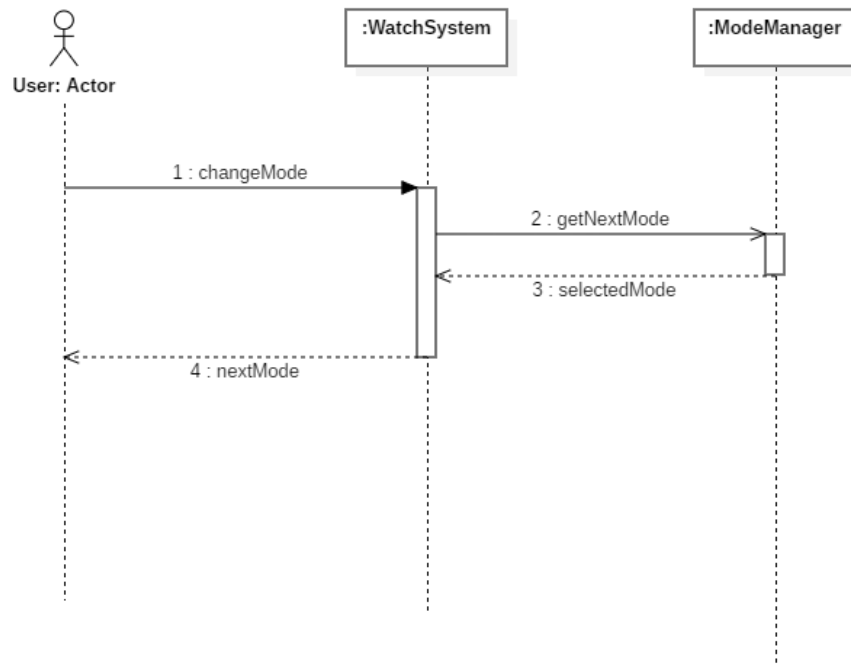 :WatchSystem
:ModeManager
User: Actor
1 : changeMode
2 : getNextMode
3 : selectedMode
4 : nextMode